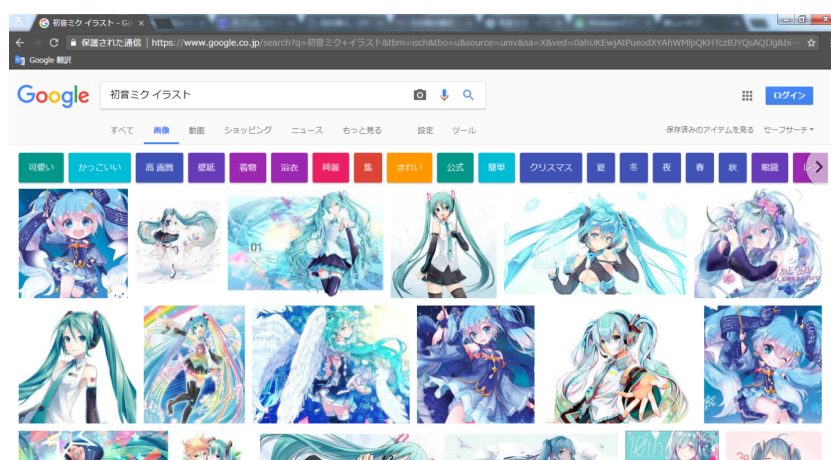 初音ミク イラスト - Go
保護された通信 | https://www.google.co.jp/search?q=初音ミク+イラスト&tbm=isch&tbo=u&source=univ&sa=X&ved=0ahUKEwjAtPueodXYAhWMlpQKHTczBJYQsAQIJg&bi…
Google 翻訳
Google 初音ミク イラスト ログイン
すべて 画像 動画 ショッピング ニュース もっと見る 設定 ツール 保存済みのアイテムを見る セーフサーチ
可愛い かっこいい 高 画質 壁紙 着物 浴衣 綺麗 集 きれい 公式 簡単 クリスマス 夏 冬 夜 春 秋 眼鏡
01